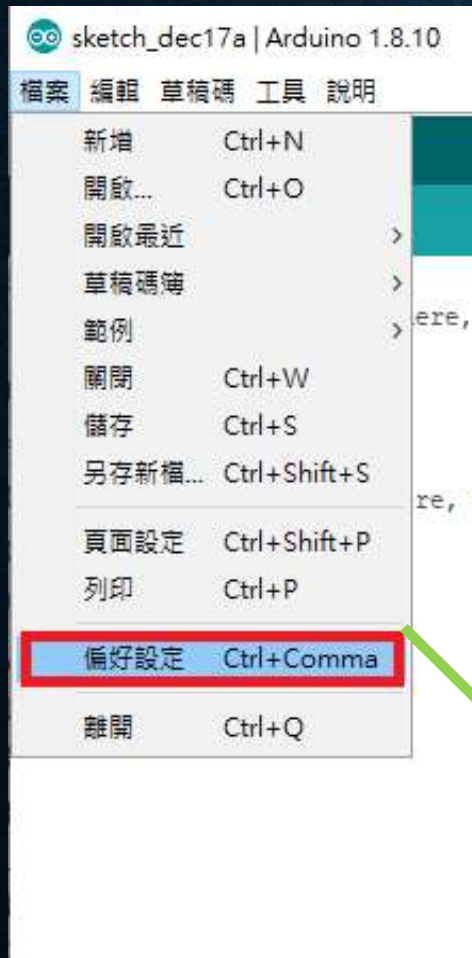 sketch_dec17a | Arduino 1.8.10
檔案 編輯 草稿碼 工具 說明
新增 Ctrl+N
開啟... Ctrl+O
開啟最近 >
草稿碼簿 >
範例 > ere,
關閉 Ctrl+W
儲存 Ctrl+S
另存新檔... Ctrl+Shift+S
re,
頁面設定 Ctrl+Shift+P
列印 Ctrl+P
偏好設定 Ctrl+Comma
離開 Ctrl+Q